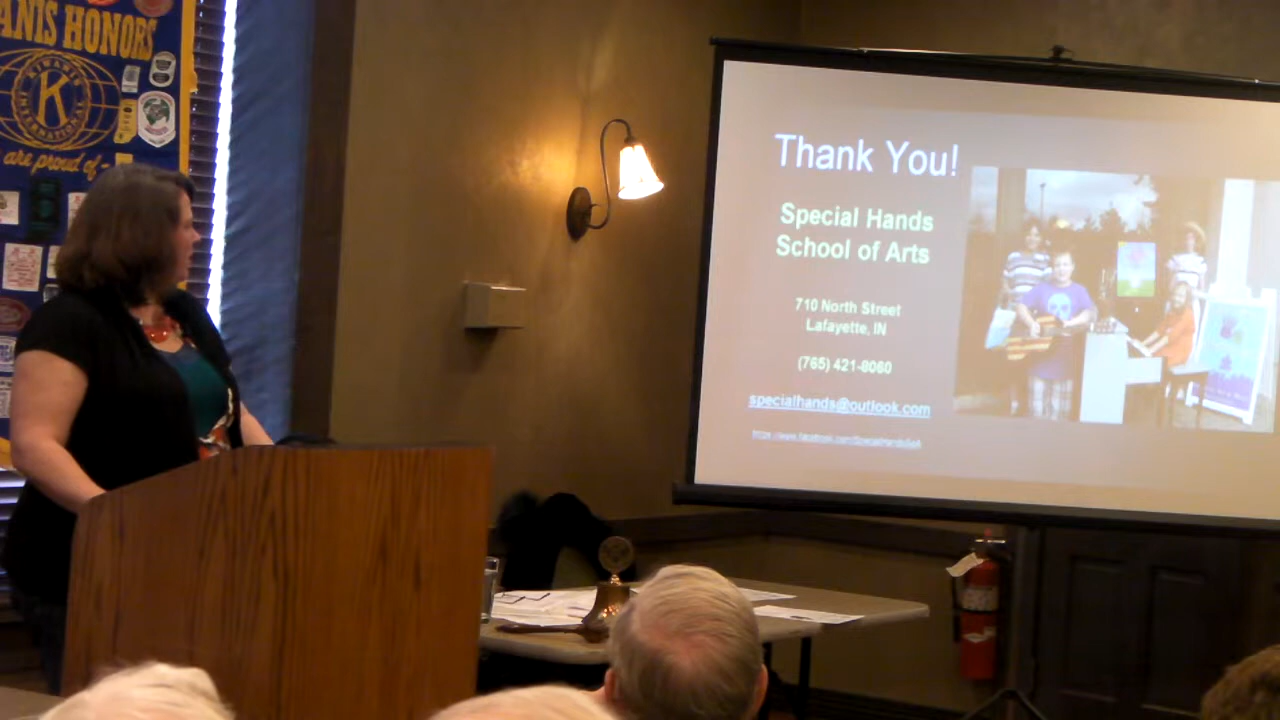 ANIS HONORS
KIWANIS
K
INTERNATIONAL
are proud of-
Thank You!
Special Hands
School of Arts
710 North Street
Lafayette, IN
(765) 421-8060
specialhands@outlook.com